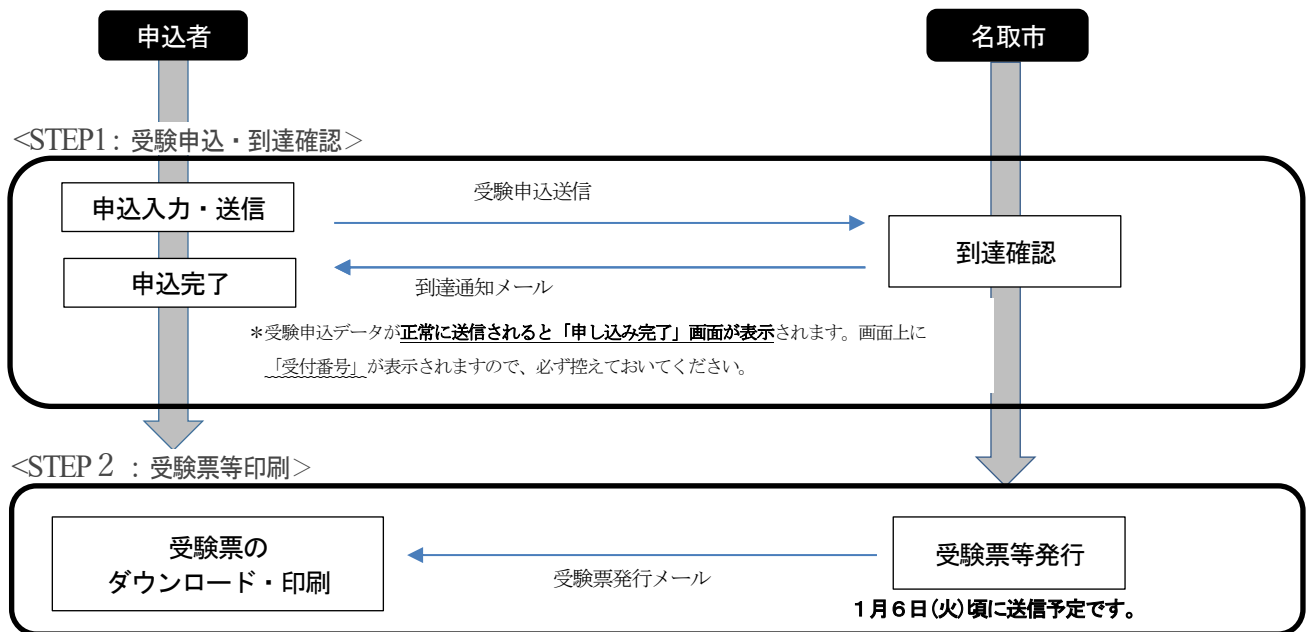 申込者
名取市
<STEP1：受験申込・到達確認>
申込入力・送信
受験申込送信
到達確認
申込完了
到達通知メール
＊受験申込データが正常に送信されると「申し込み完了」画面が表示されます。画面上に
「受付番号」が表示されますので、必ず控えておいてください。
<STEP２：受験票等印刷>
受験票の
ダウンロード・印刷
受験票発行メール
受験票等発行
１月６日(火)頃に送信予定です。